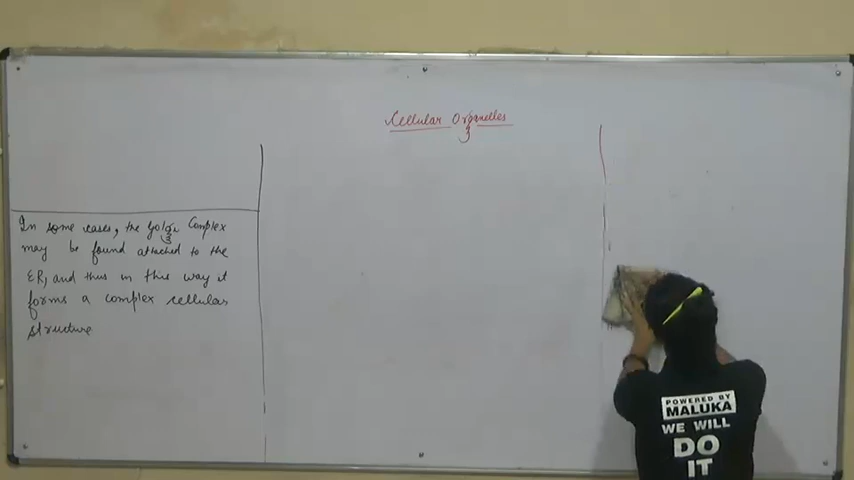 Cellular Organelles
In some cases, the Golgi Complex
may be found attached to the
ER, and thus in this way it
forms a complex cellular
structure
POWERED BY
MALUKA
WE WILL
DO
IT